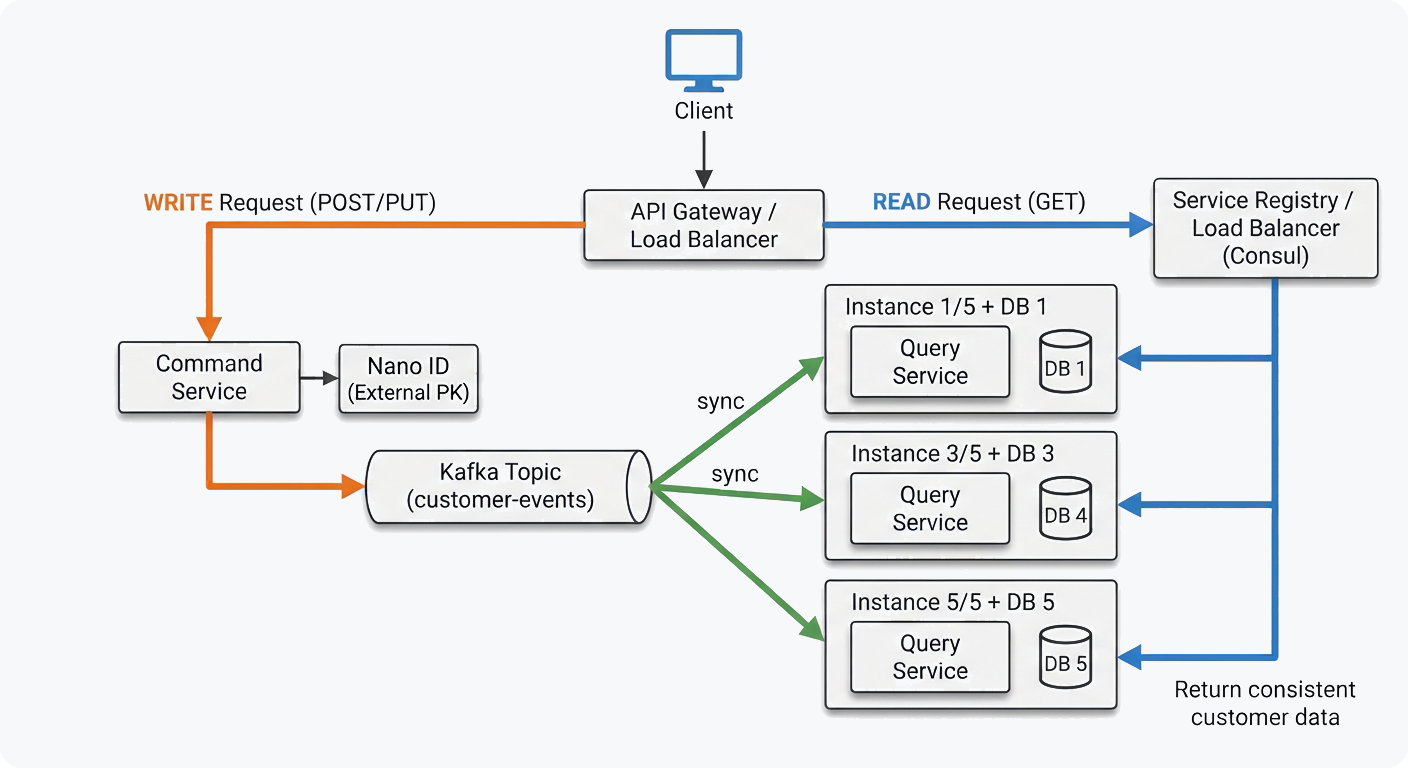 Client
WRITE Request (POST/PUT)
API Gateway /
Load Balancer
READ Request (GET)
Service Registry /
Load Balancer
(Consul)
Command
Service
Nano ID
(External PK)
Kafka Topic
(customer-events)
sync
sync
Instance 1/5 + DB 1
Query
Service
DB 1
Instance 3/5 + DB 3
Query
Service
DB 4
Instance 5/5 + DB 5
Query
Service
DB 5
Return consistent
customer data